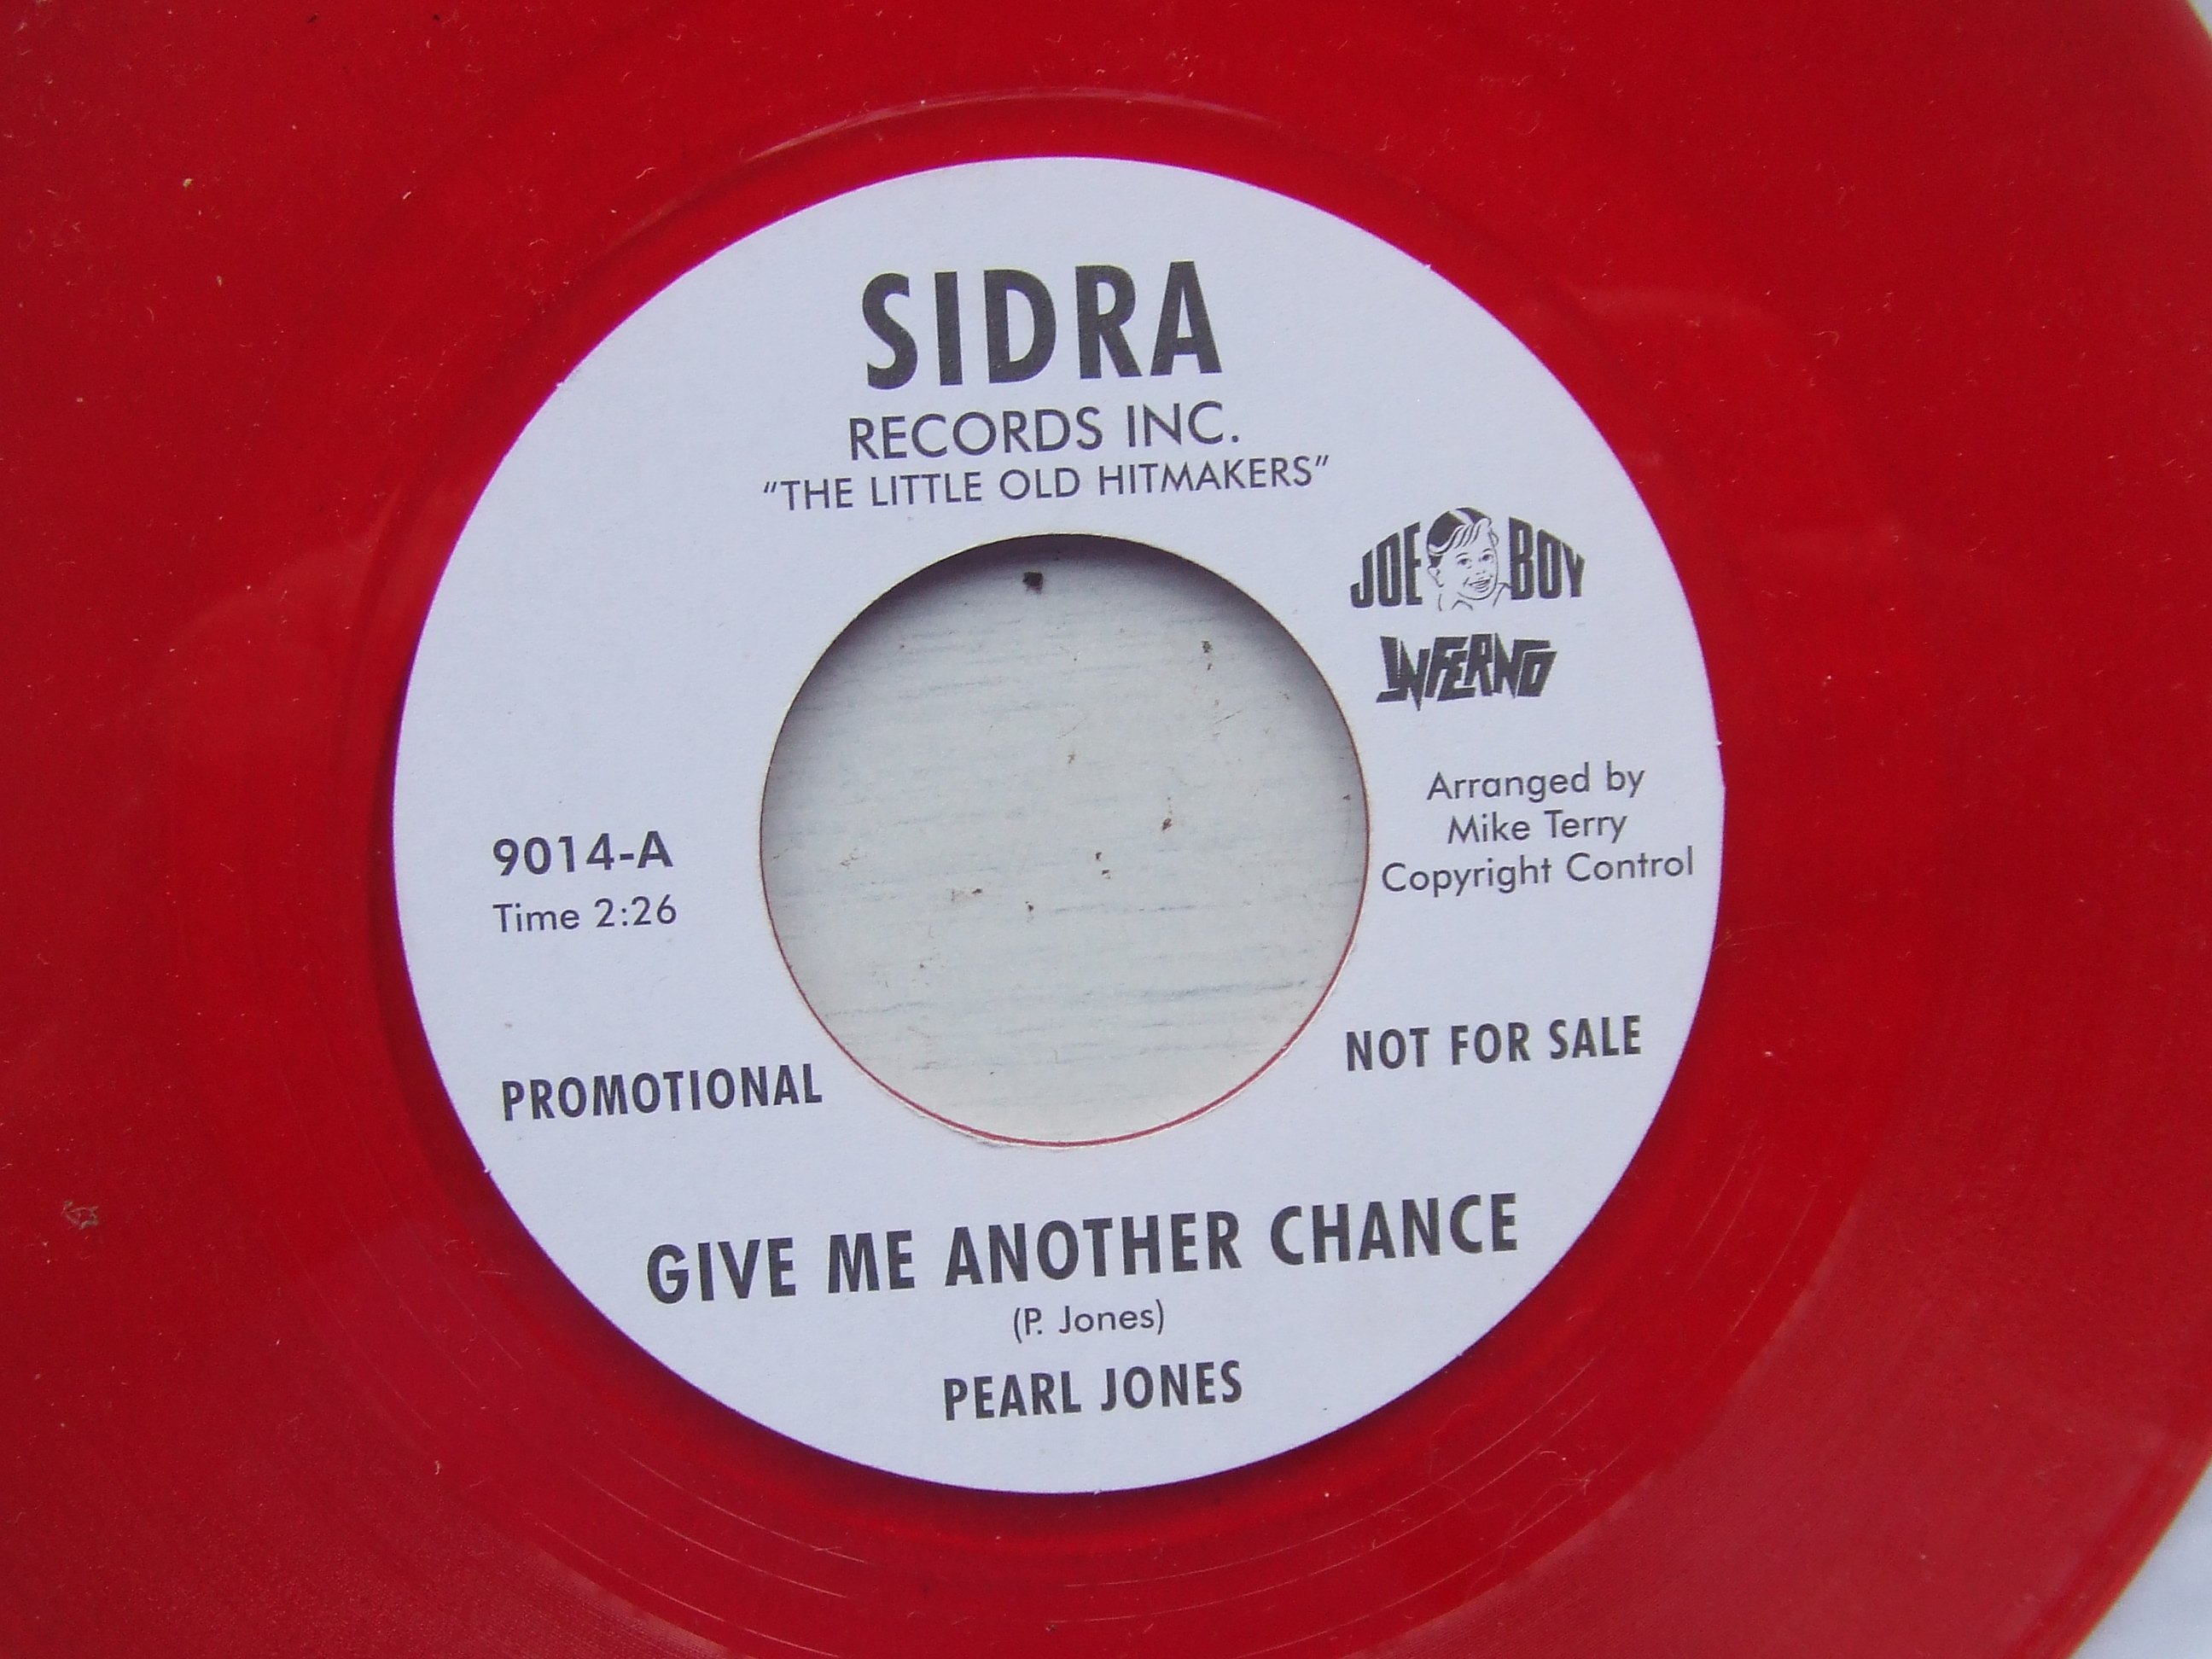 SIDRA
RECORDS INC.
"THE LITTLE OLD HITMAKERS"
JOE BOY
INFERNO
Arranged by
Mike Terry
Copyright Control
9014-A
Time 2:26
PROMOTIONAL
NOT FOR SALE
GIVE ME ANOTHER CHANCE
(P. Jones)
PEARL JONES